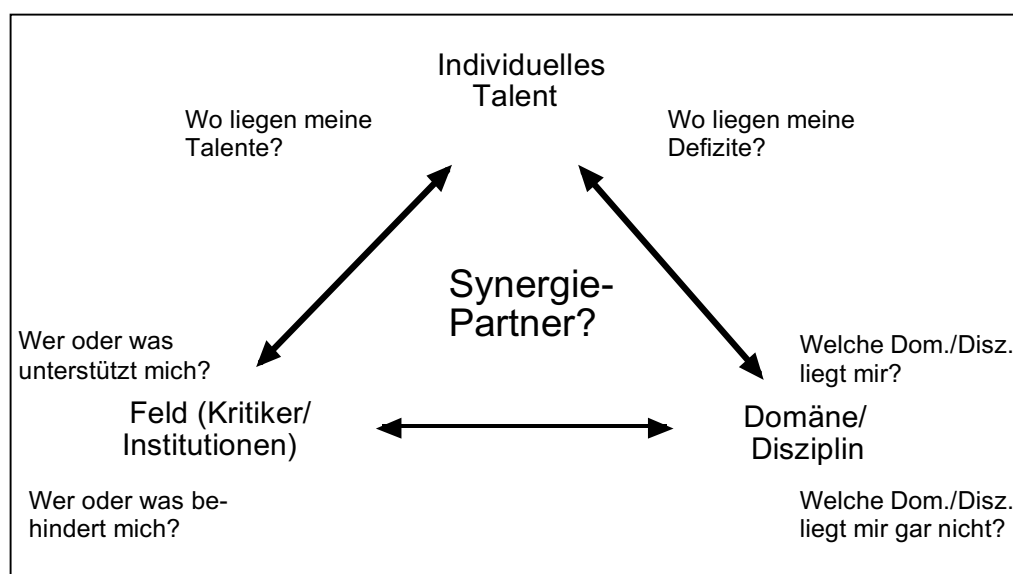 Individuelles
Talent
Wo liegen meine
Talente?
Wo liegen meine
Defizite?
Synergie-
Partner?
Wer oder was
unterstützt mich?
Welche Dom./Disz.
liegt mir?
Feld (Kritiker/
Institutionen)
Domäne/
Disziplin
Wer oder was be-
hindert mich?
Welche Dom./Disz.
liegt mir gar nicht?